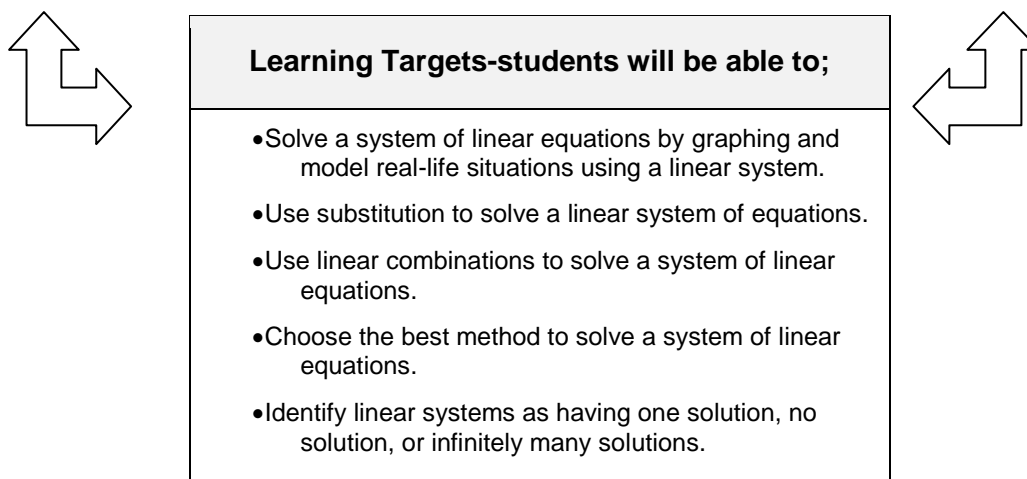 Learning Targets-students will be able to;
•Solve a system of linear equations by graphing and
model real-life situations using a linear system.
•Use substitution to solve a linear system of equations.
•Use linear combinations to solve a system of linear
equations.
•Choose the best method to solve a system of linear
equations.
•Identify linear systems as having one solution, no
solution, or infinitely many solutions.